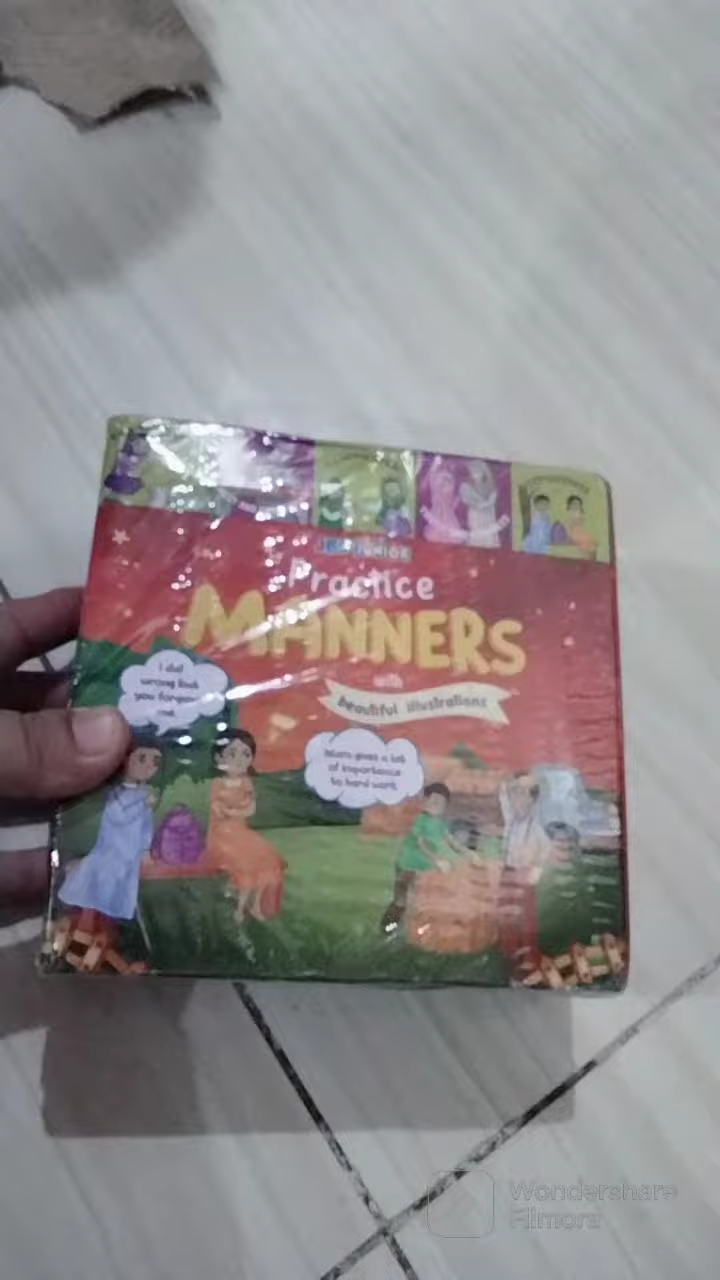 JUNIOR
Practice
MANNERS
with
beautiful illustrations
I did
wrong but
you forgave
me.
Islam gives a lot
of importance
to hard work
Wondershare
Filmora